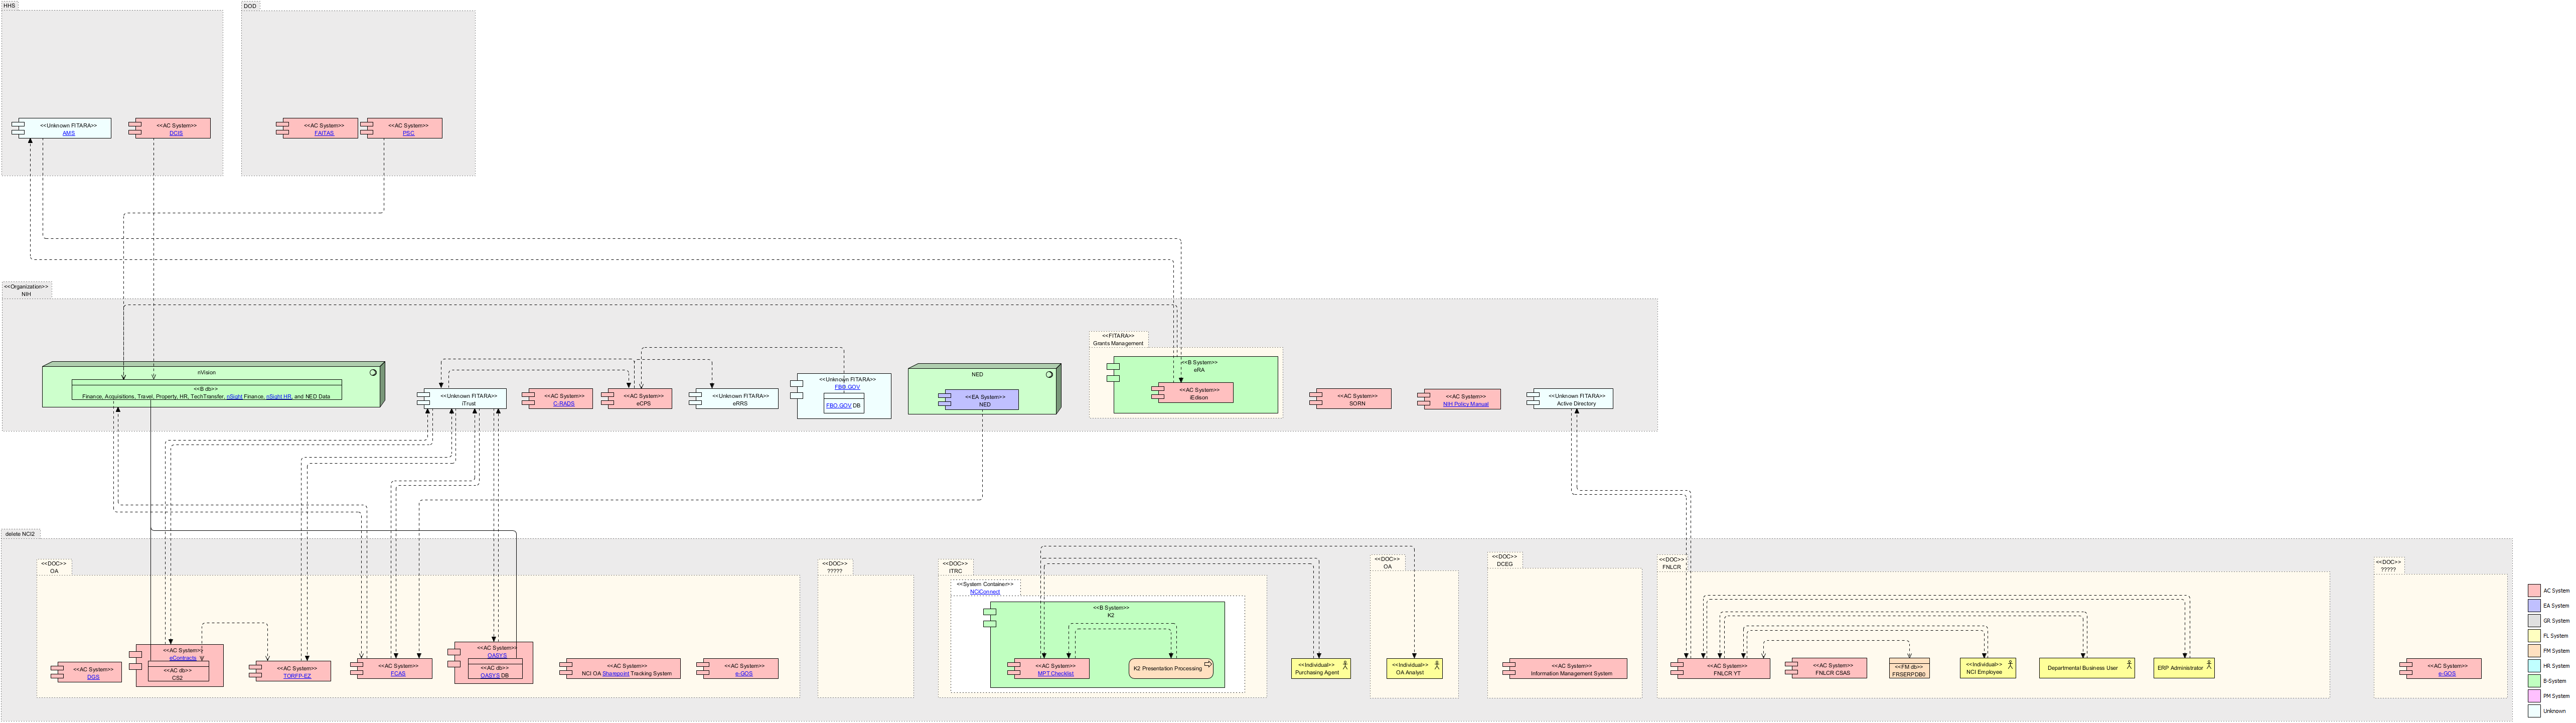 HHS
<<Unknown FITARA>>
AMS
<<AC System>>
DCIS
DOD
<<AC System>>
FAITAS
<<AC System>>
PSC
<<Organization>>
NIH
nVision
<<B db>>
Finance, Acquisitions, Travel, Property, HR, TechTransfer, nSight Finance, nSight HR, and NED Data
<<Unknown FITARA>>
iTrust
<<AC System>>
C-RADS
<<AC System>>
eCPS
<<Unknown FITARA>>
eRRS
<<Unknown FITARA>>
FBO.GOV
FBO.GOV DB
NED
<<EA System>>
NED
<<FITARA>>
Grants Management
<<B System>>
eRA
<<AC System>>
iEdison
<<AC System>>
SORN
<<AC System>>
NIH Policy Manual
<<Unknown FITARA>>
Active Directory
delete NCI2
<<DOC>>
OA
<<AC System>>
DGS
<<AC System>>
eContracts
<<AC db>>
CS2
<<AC System>>
TORFP-EZ
<<AC System>>
FCAS
<<AC System>>
OASYS
<<AC db>>
OASYS DB
<<AC System>>
NCI OA Sharepoint Tracking System
<<AC System>>
e-GOS
<<DOC>>
?????
<<DOC>>
ITRC
<<System Container>>
NCIConnect
<<B System>>
K2
<<AC System>>
MPT Checklist
K2 Presentation Processing
<<Individual>>
Purchasing Agent
<<DOC>>
OA
<<Individual>>
OA Analyst
<<DOC>>
DCEG
<<AC System>>
Information Management System
<<DOC>>
FNLCR
<<AC System>>
FNLCR YT
<<AC System>>
FNLCR CSAS
<<FM db>>
FRSERPDB0
<<Individual>>
NCI Employee
Departmental Business User
ERP Administrator
<<DOC>>
?????
<<AC System>>
e-GOS
AC System
EA System
GR System
FL System
FM System
HR System
B-System
PM System
Unknown